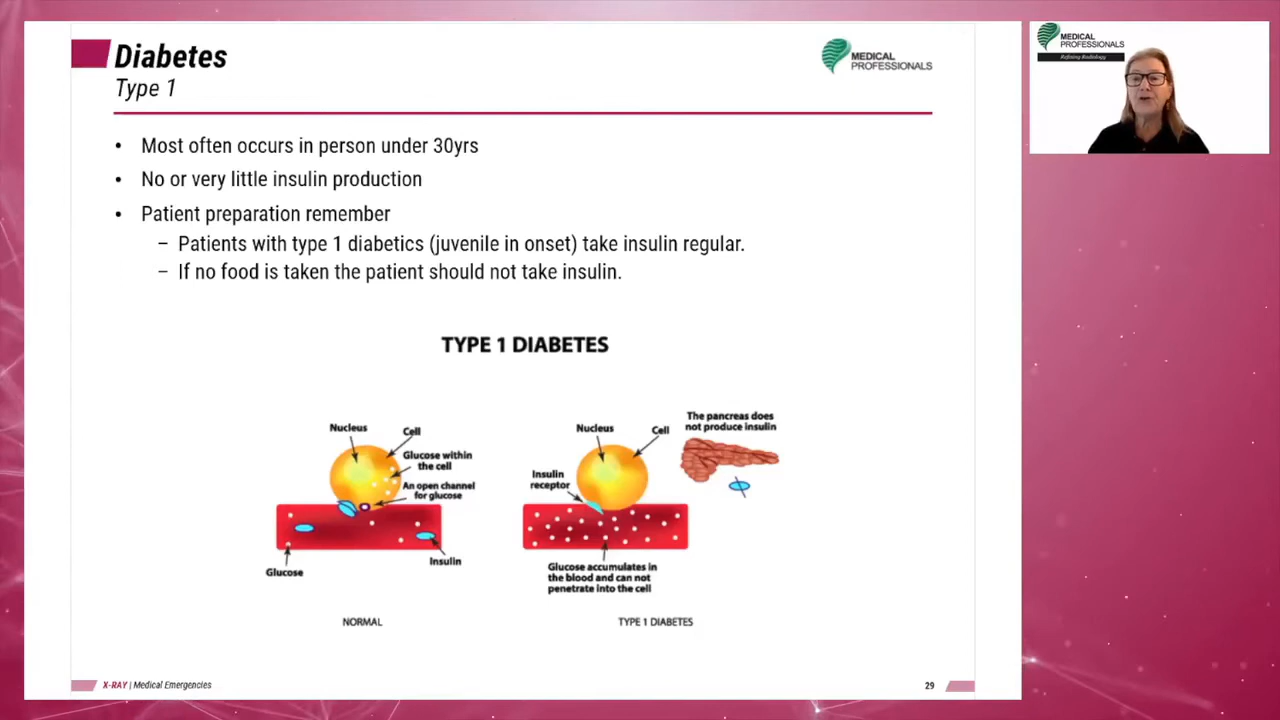 Diabetes
Type 1
MEDICAL
PROFESSIONALS
MEDICAL
PROFESSIONALS
Refining Radiology
• Most often occurs in person under 30yrs
• No or very little insulin production
• Patient preparation remember
– Patients with type 1 diabetics (juvenile in onset) take insulin regular.
– If no food is taken the patient should not take insulin.
TYPE 1 DIABETES
Nucleus
Cell
Glucose within
the cell
An open channel
for glucose
Glucose
Insulin
NORMAL
Nucleus
Cell
The pancreas does
not produce insulin
Insulin
receptor
Glucose accumulates in
the blood and can not
penetrate into the cell
TYPE 1 DIABETES
X-RAY | Medical Emergencies
29